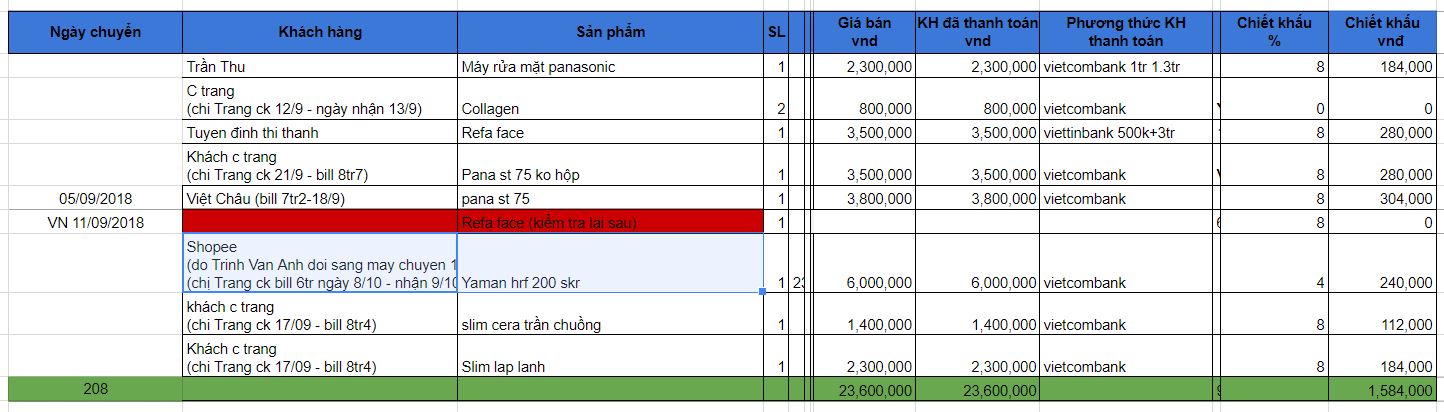 Ngày chuyển Khách hàng Sản phẩm SL Giá bán vnd KH đã thanh toán vnd Phương thức KH thanh toán Chiết khấu % Chiết khấu vnđ
Trần Thu Máy rửa mặt panasonic 1 2,300,000 2,300,000 vietcombank 1tr 1.3tr 8 184,000
C trang
(chi Trang ck 12/9 - ngày nhận 13/9) Collagen 2 800,000 800,000 vietcombank 0 0
Tuyen đinh thi thanh Refa face 1 3,500,000 3,500,000 viettinbank 500k+3tr 8 280,000
Khách c trang
(chi Trang ck 21/9 - bill 8tr7) Pana st 75 ko hộp 1 3,500,000 3,500,000 vietcombank 8 280,000
05/09/2018 Việt Châu (bill 7tr2-18/9) pana st 75 1 3,800,000 3,800,000 vietcombank 8 304,000
VN 11/09/2018 Refa face (kiểm tra lai sau) 1 8 0
Shopee
(do Trinh Van Anh doi sang may chuyen 1
(chi Trang ck bill 6tr ngày 8/10 - nhận 9/10 Yaman hrf 200 skr 1 23 6,000,000 6,000,000 vietcombank 4 240,000
khách c trang
(chi Trang ck 17/09 - bill 8tr4) slim cera trần chuồng 1 1,400,000 1,400,000 vietcombank 8 112,000
Khách c trang
(chi Trang ck 17/09 - bill 8tr4) Slim lap lanh 1 2,300,000 2,300,000 vietcombank 8 184,000
208 23,600,000 23,600,000 1,584,000